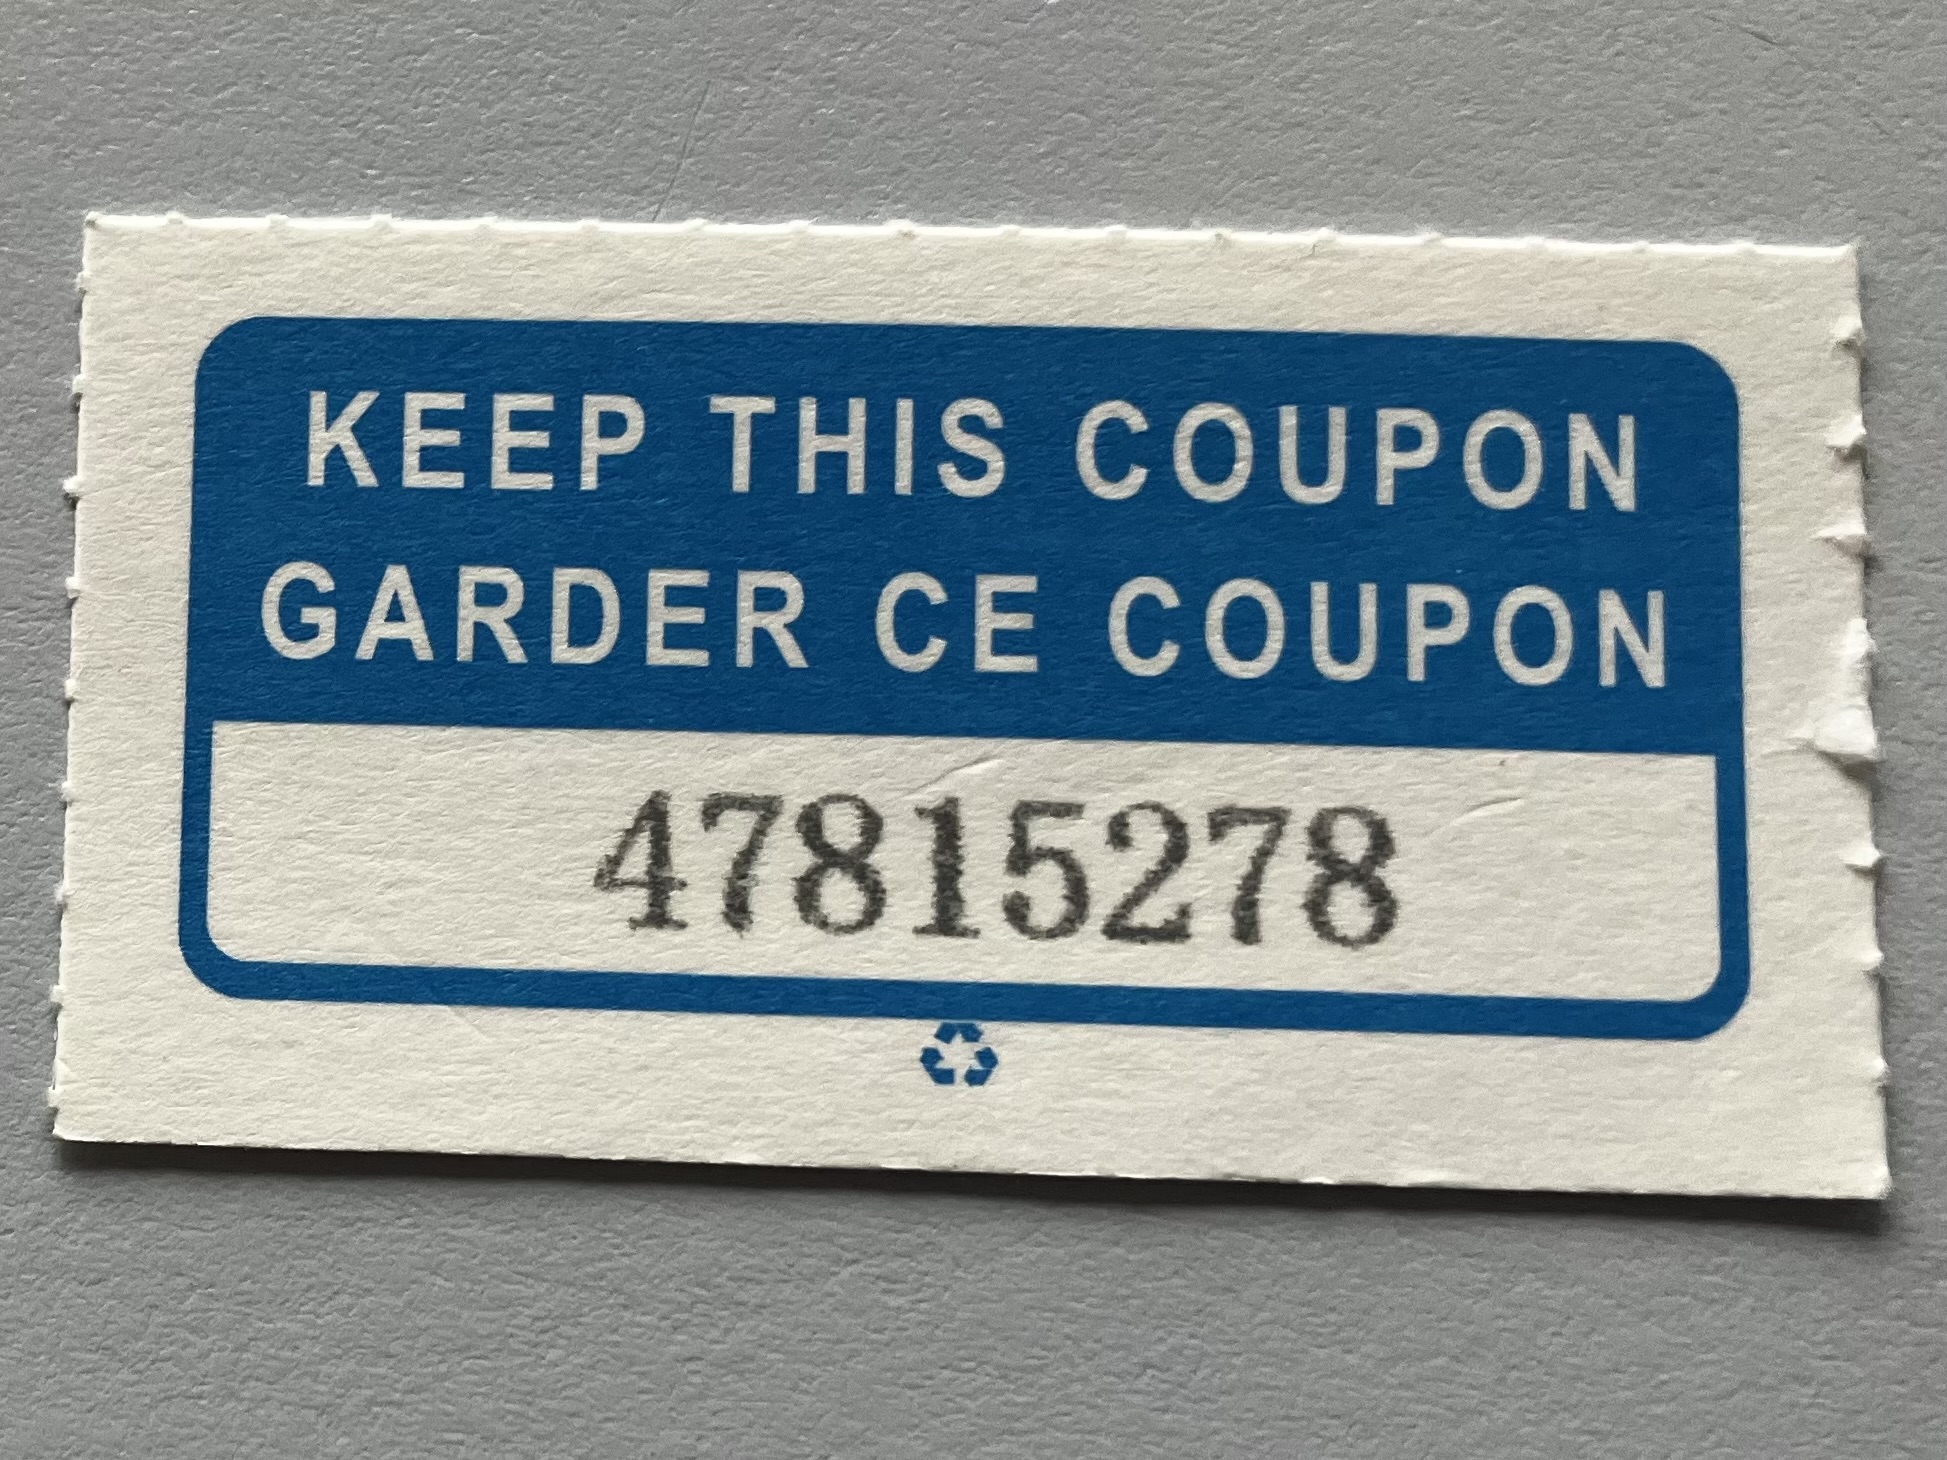 KEEP THIS COUPON
GARDER CE COUPON
47815278